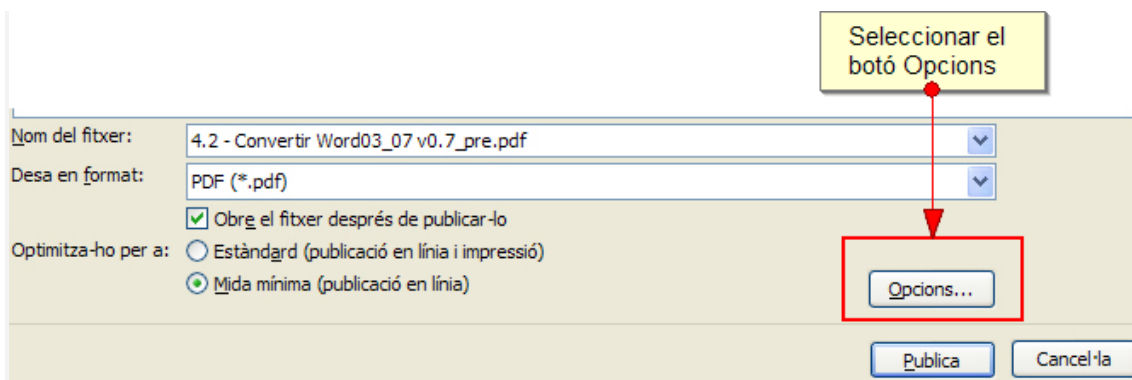 Seleccionar el
botó Opcions
Nom del fitxer:
4.2 - Convertir Word03_07 v0.7_pre.pdf
Desa en format:
PDF (*.pdf)
Obre el fitxer després de publicar-lo
Optimitza-ho per a:
Estàndard (publicació en línia i impressió)
Mida mínima (publicació en línia)
Opcions...
Publica
Cancel·la